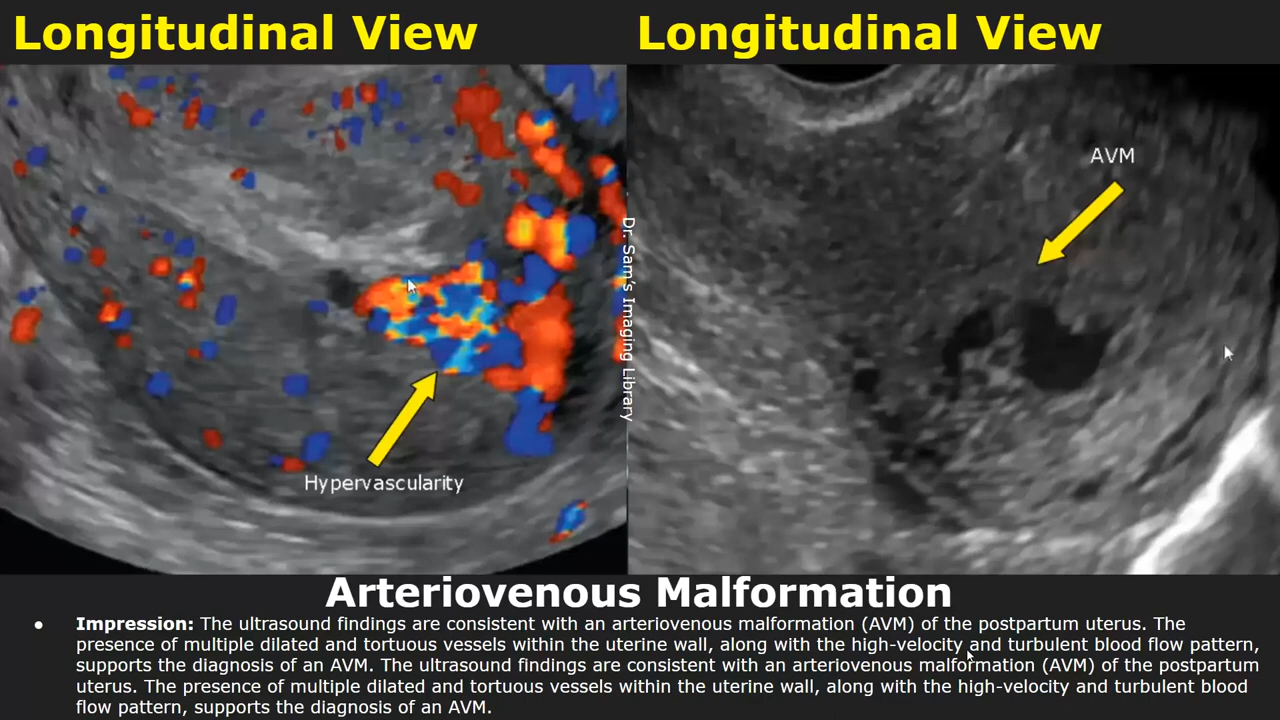 Longitudinal View
Longitudinal View
AVM
Dr. Sam's Imaging Library
Hypervascularity
Arteriovenous Malformation
• Impression: The ultrasound findings are consistent with an arteriovenous malformation (AVM) of the postpartum uterus. The
presence of multiple dilated and tortuous vessels within the uterine wall, along with the high-velocity and turbulent blood flow pattern,
supports the diagnosis of an AVM. The ultrasound findings are consistent with an arteriovenous malformation (AVM) of the postpartum
uterus. The presence of multiple dilated and tortuous vessels within the uterine wall, along with the high-velocity and turbulent blood
flow pattern, supports the diagnosis of an AVM.